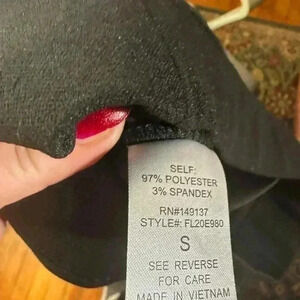 SELF:
97% POLYESTER
3% SPANDEX
RN#149137
STYLE#: FL20E980
S
SEE REVERSE
FOR CARE
MADE IN VIETNAM